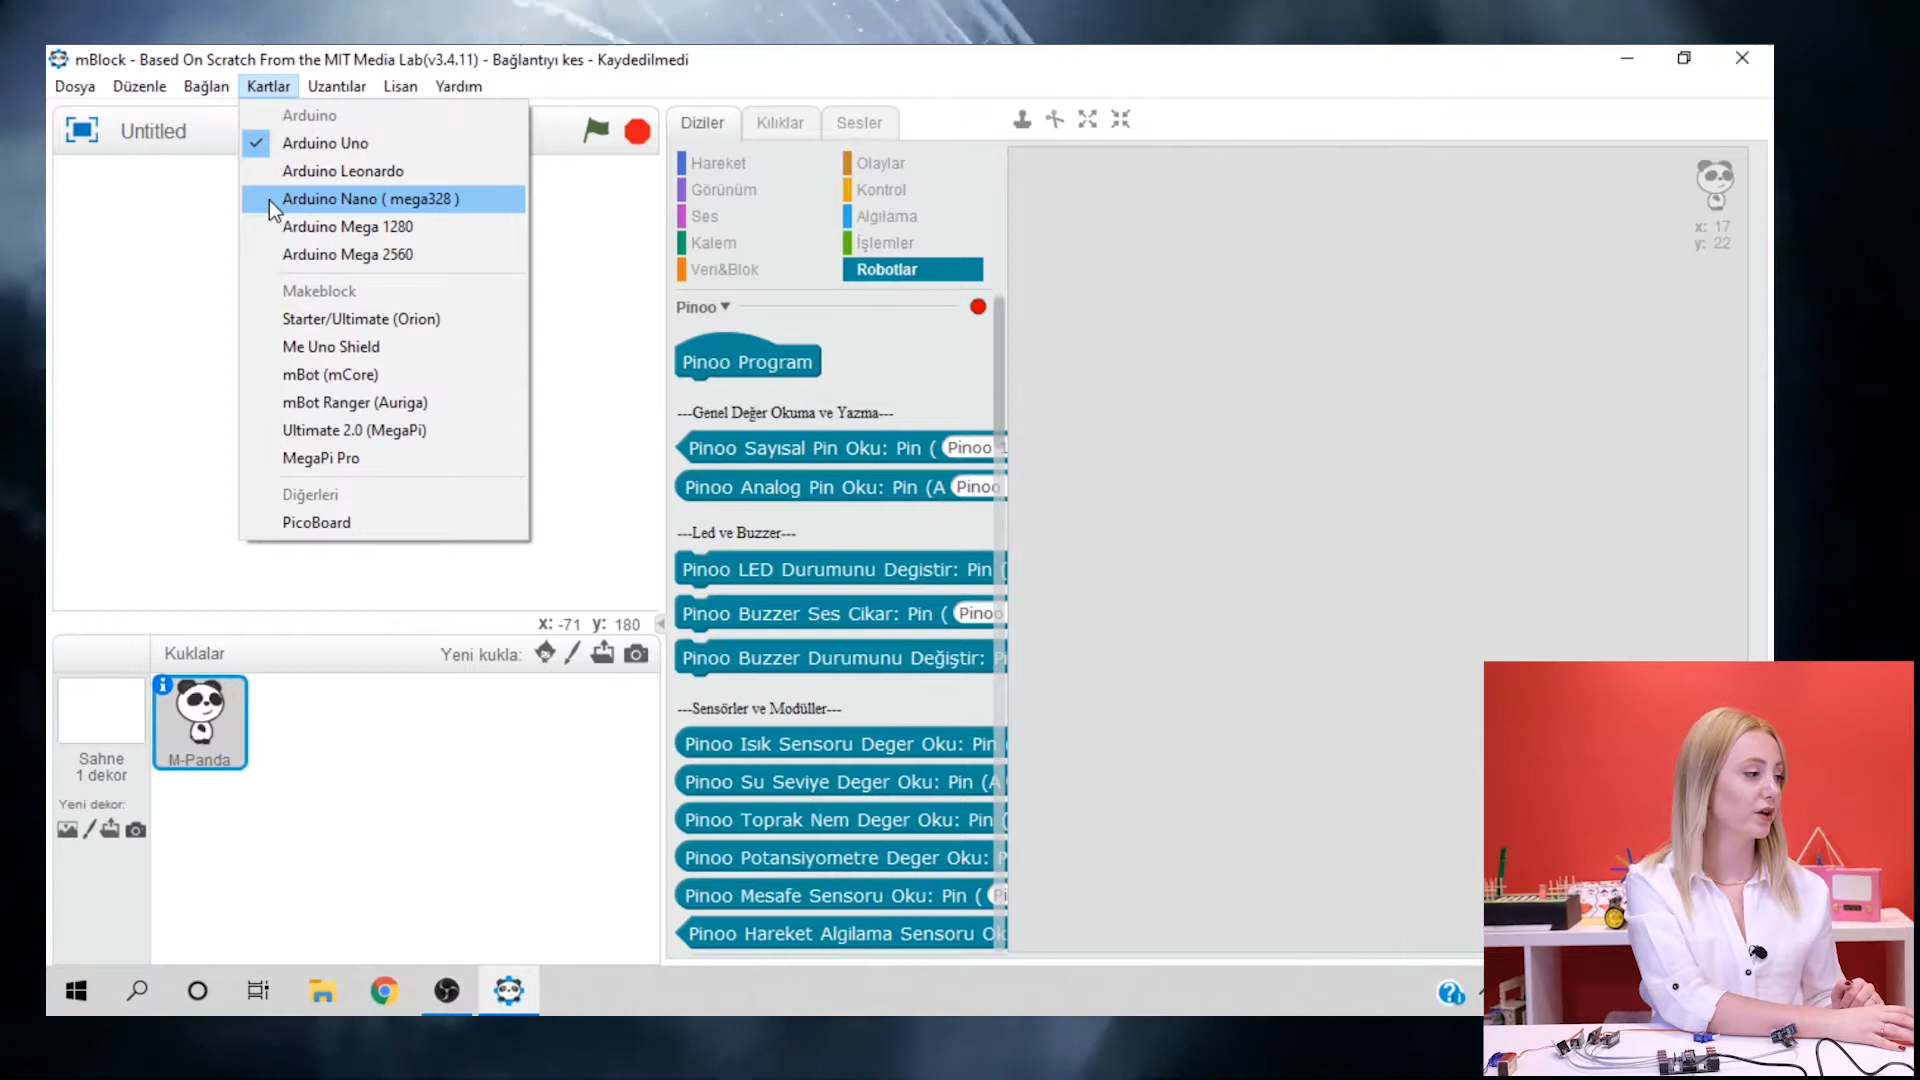 mBlock - Based On Scratch From the MIT Media Lab(v3.4.11) - Bağlantıyı kes - Kaydedilmedi
Dosya Düzenle Bağlan Kartlar Uzantılar Lisan Yardım
Untitled
Arduino
Arduino Uno
Arduino Leonardo
Arduino Nano ( mega328 )
Arduino Mega 1280
Arduino Mega 2560
Makeblock
Starter/Ultimate (Orion)
Me Uno Shield
mBot (mCore)
mBot Ranger (Auriga)
Ultimate 2.0 (MegaPi)
MegaPi Pro
Diğerleri
PicoBoard
x: -71 y: 180
Kuklalar
Yeni kukla:
Sahne
1 dekor
Yeni dekor:
M-Panda
Diziler Kılıklar Sesler
Hareket Olaylar
Görünüm Kontrol
Ses Algılama
Kalem İşlemler
Veri&Blok Robotlar
Pinoo
Pinoo Program
---Genel Değer Okuma ve Yazma---
Pinoo Sayısal Pin Oku: Pin ( Pinoo
Pinoo Analog Pin Oku: Pin (A Pinoo
---Led ve Buzzer---
Pinoo LED Durumunu Degistir: Pin (
Pinoo Buzzer Ses Cikar: Pin ( Pinoo
Pinoo Buzzer Durumunu Değiştir:
---Sensörler ve Modüller---
Pinoo Isık Sensoru Deger Oku: Pin
Pinoo Su Seviye Deger Oku: Pin (A
Pinoo Toprak Nem Deger Oku: Pin (
Pinoo Potansiyometre Deger Oku:
Pinoo Mesafe Sensoru Oku: Pin (
Pinoo Hareket Algilama Sensoru
x: 17
y: 22